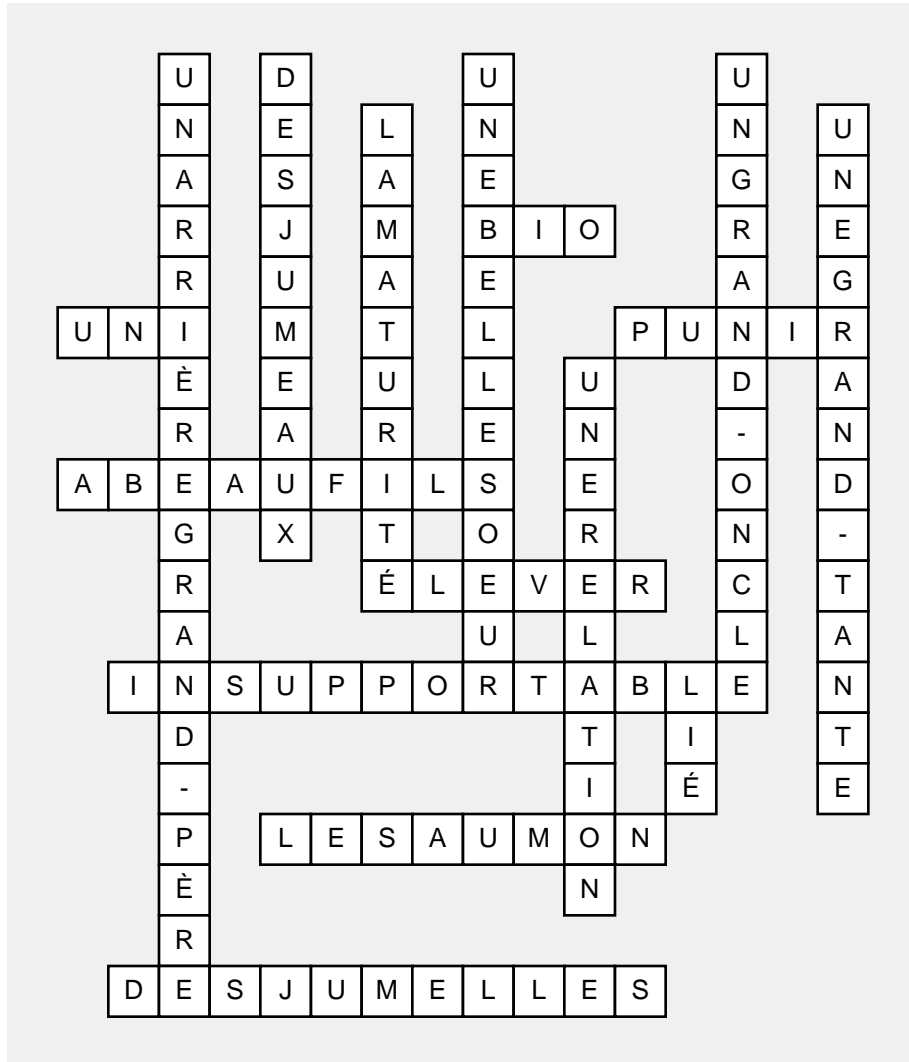 UNARRIÈREGRAND-PÈRE
DESJUMEAUX
UNEBELLESOEUR
UNGRAND-ONCLE
LAMATURITÉ
UNEGRAND-TANTE
BIO
UNI
PUNIR
UNERELATION
ABEAUFILS
ÉLEVER
INSUPPORTABLE
LIÉ
LESAUMON
DESJUMELLES